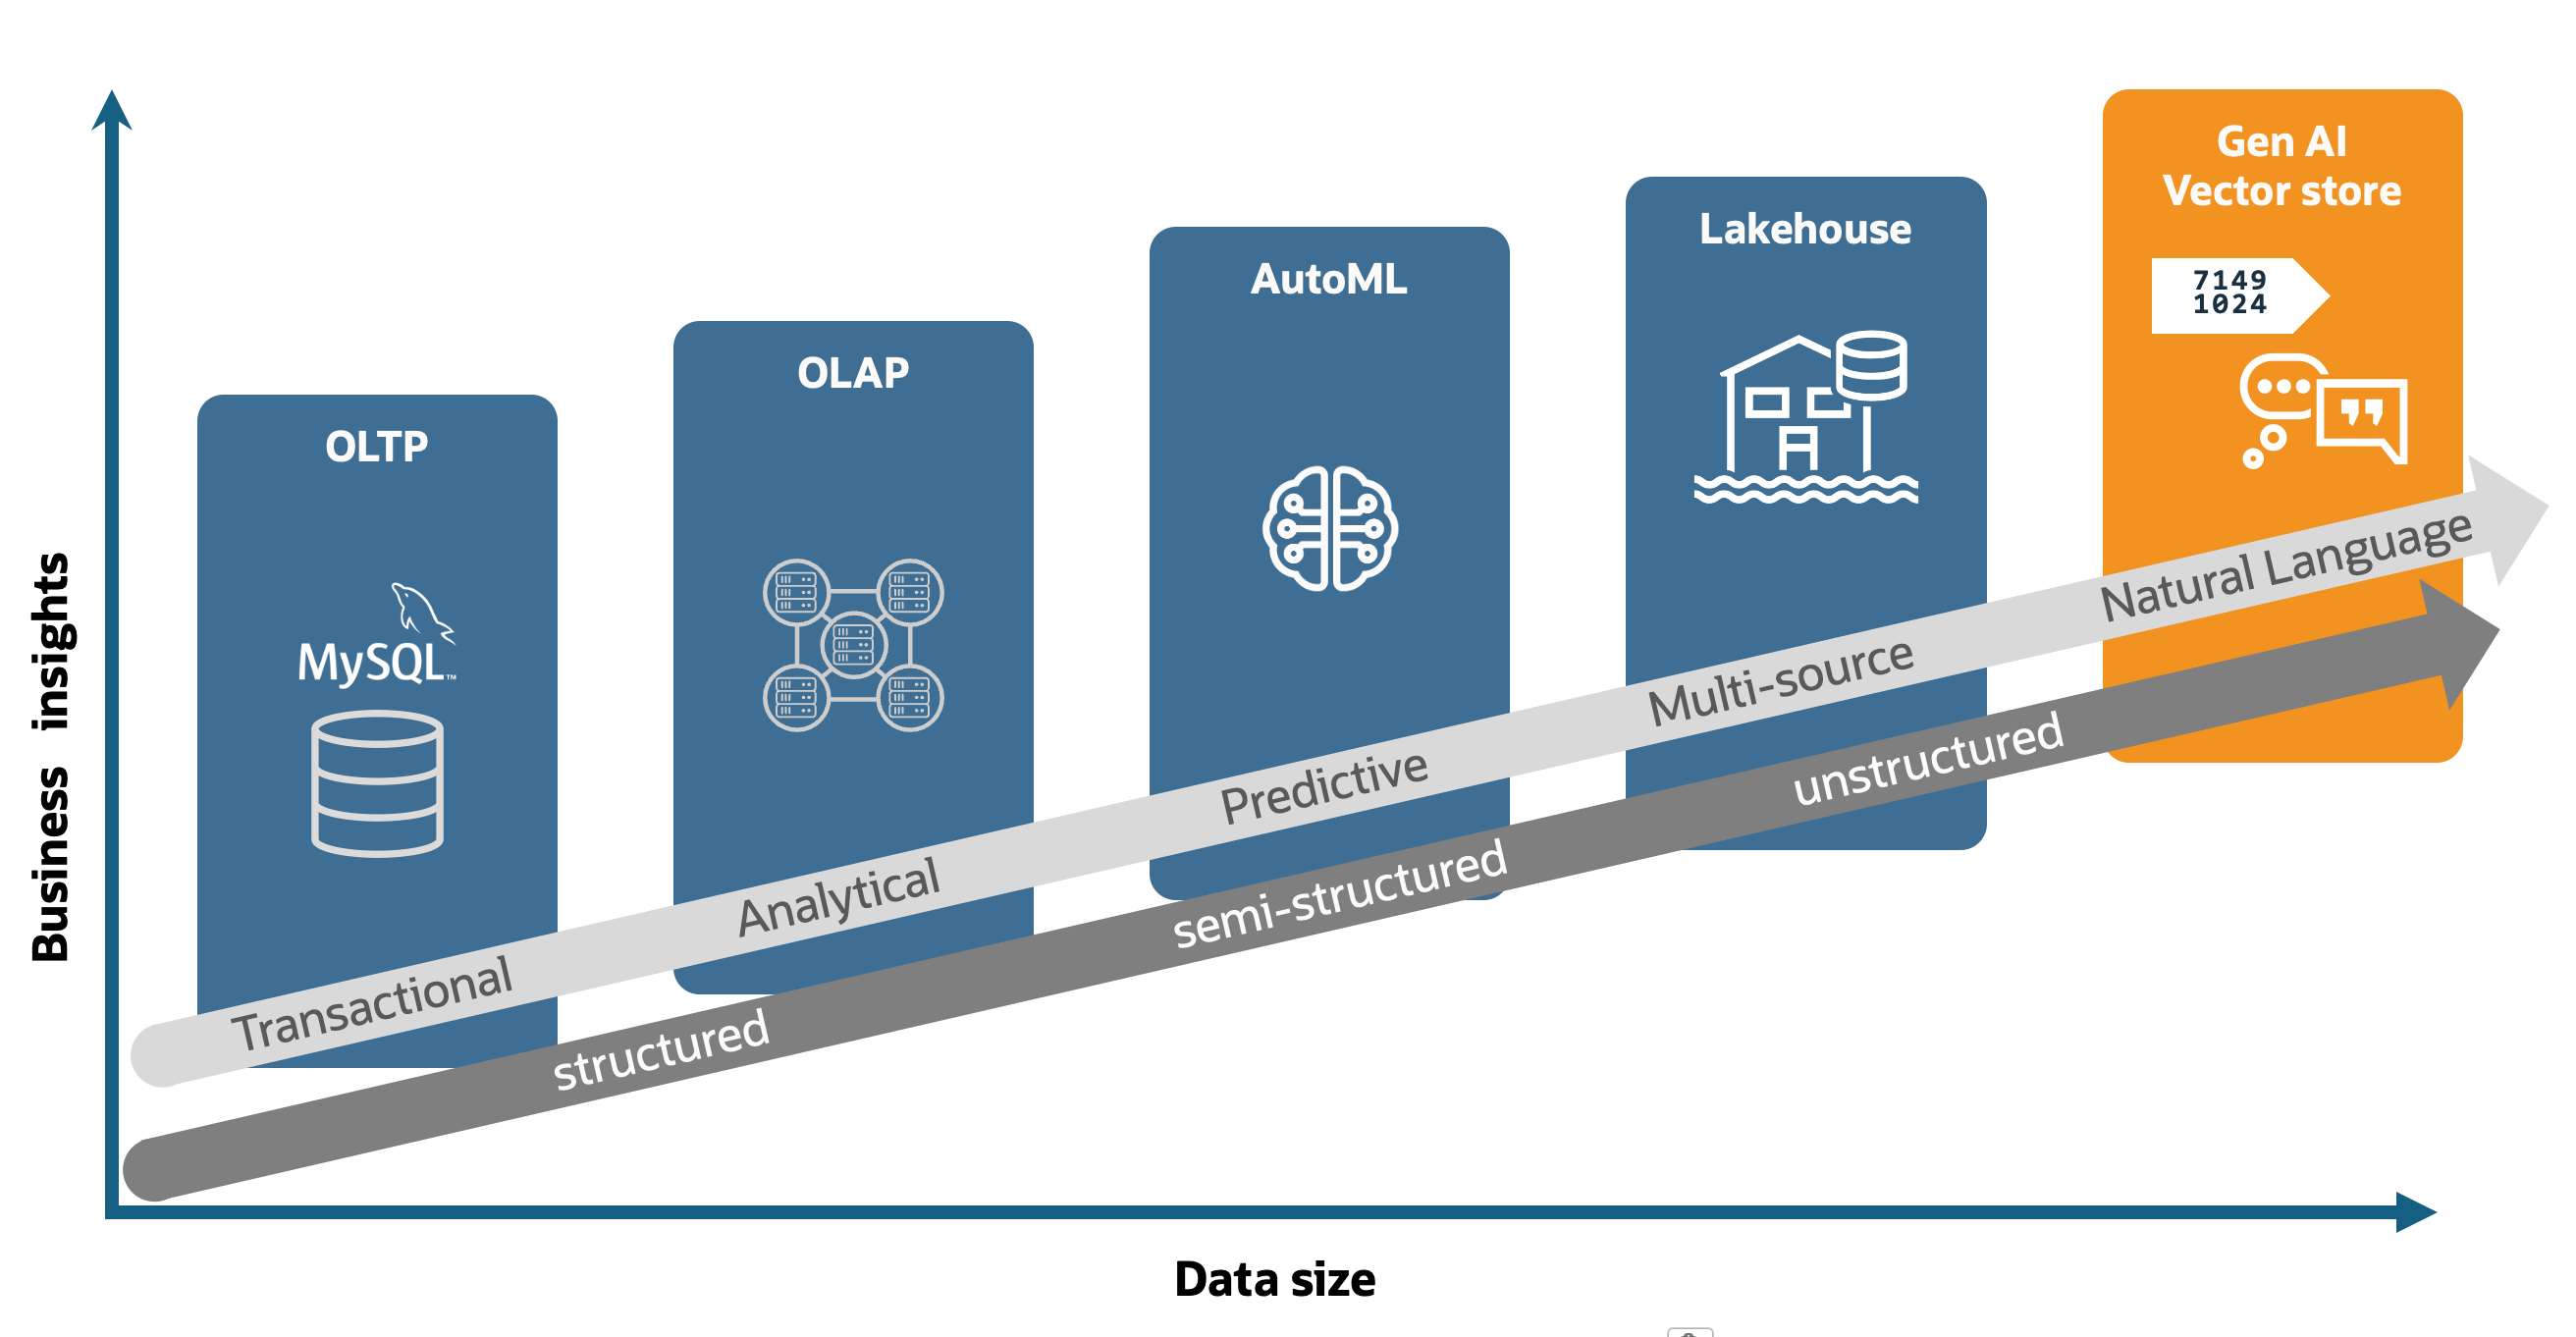 Gen AI
Vector store
7149
1024
Lakehouse
AutoML
OLAP
OLTP
MySQL™
Transactional
Analytical
Predictive
Multi-source
Natural Language
structured
semi-structured
unstructured
Business insights
Data size